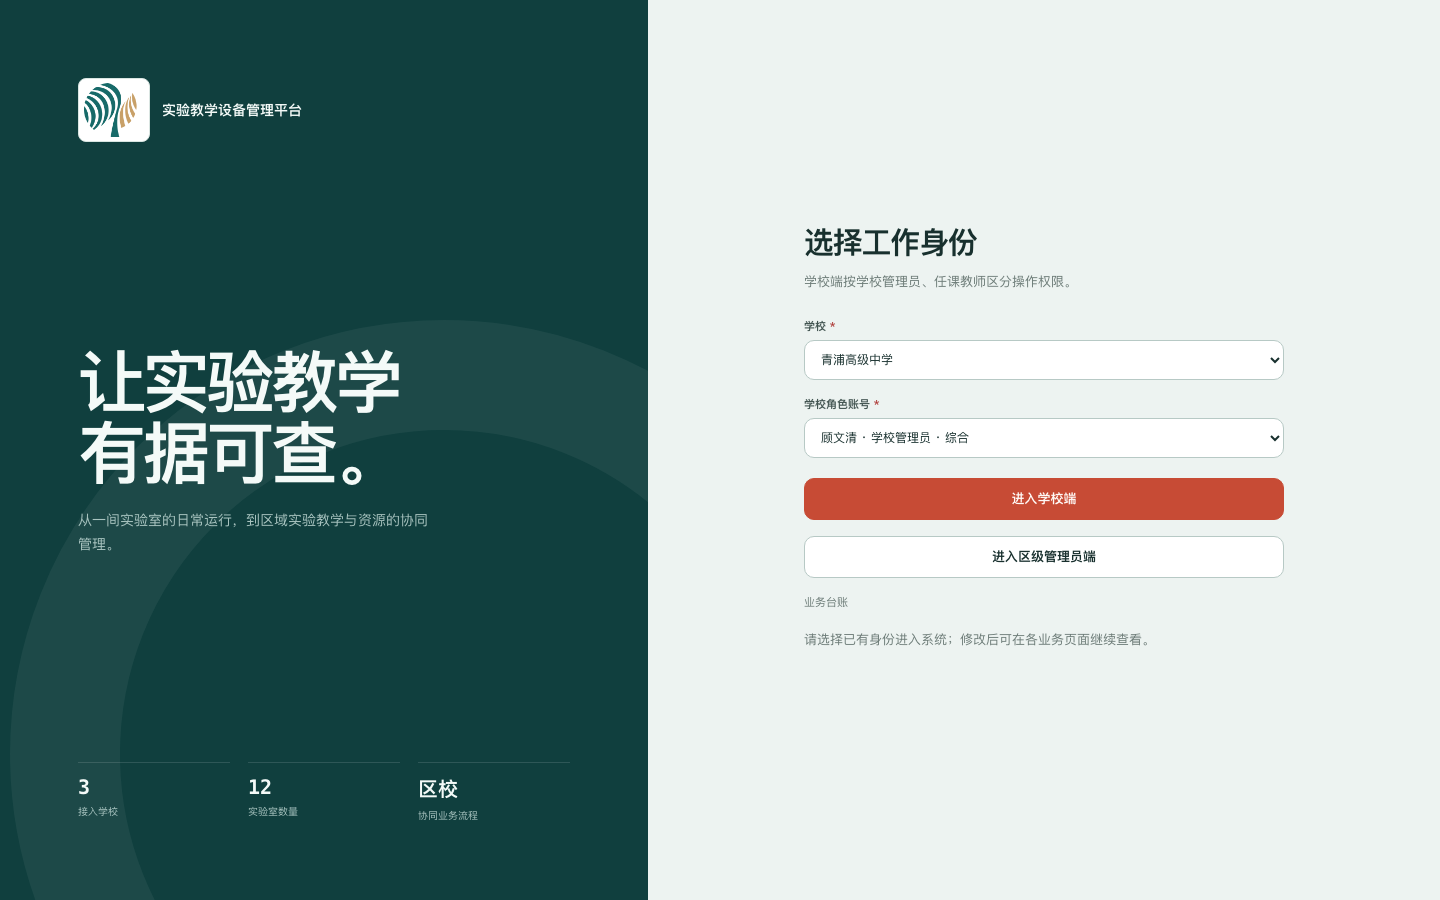 实验教学设备管理平台
让实验教学
有据可查。
从一间实验室的日常运行，到区域实验教学与资源的协同
管理。
3
接入学校
12
实验室数量
区校
协同业务流程
选择工作身份
学校端按学校管理员、任课教师区分操作权限。
学校 *
青浦高级中学
学校角色账号 *
顾文清 · 学校管理员 · 综合
进入学校端
进入区级管理员端
业务台账
请选择已有身份进入系统；修改后可在各业务页面继续查看。